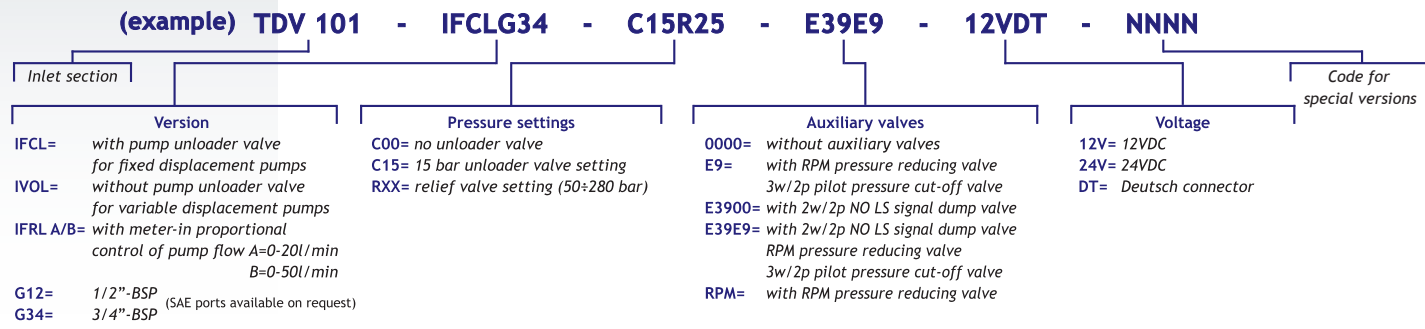 (example) TDV 101 - IFCLG34 - C15R25 - E39E9 - 12VDT - NNNN
Inlet section
Code for
special versions
Version
IFCL= with pump unloader valve
for fixed displacement pumps
IVOL= without pump unloader valve
for variable displacement pumps
IFRL A/B= with meter-in proportional
control of pump flow A=0-20l/min
B=0-50l/min
G12= 1/2”-BSP
(SAE ports available on request)
G34= 3/4”-BSP
Pressure settings
C00= no unloader valve
C15= 15 bar unloader valve setting
RXX= relief valve setting (50÷280 bar)
Auxiliary valves
0000= without auxiliary valves
E9= with RPM pressure reducing valve
3w/2p pilot pressure cut-off valve
E3900= with 2w/2p NO LS signal dump valve
E39E9= with 2w/2p NO LS signal dump valve
RPM pressure reducing valve
3w/2p pilot pressure cut-off valve
RPM= with RPM pressure reducing valve
Voltage
12V= 12VDC
24V= 24VDC
DT= Deutsch connector